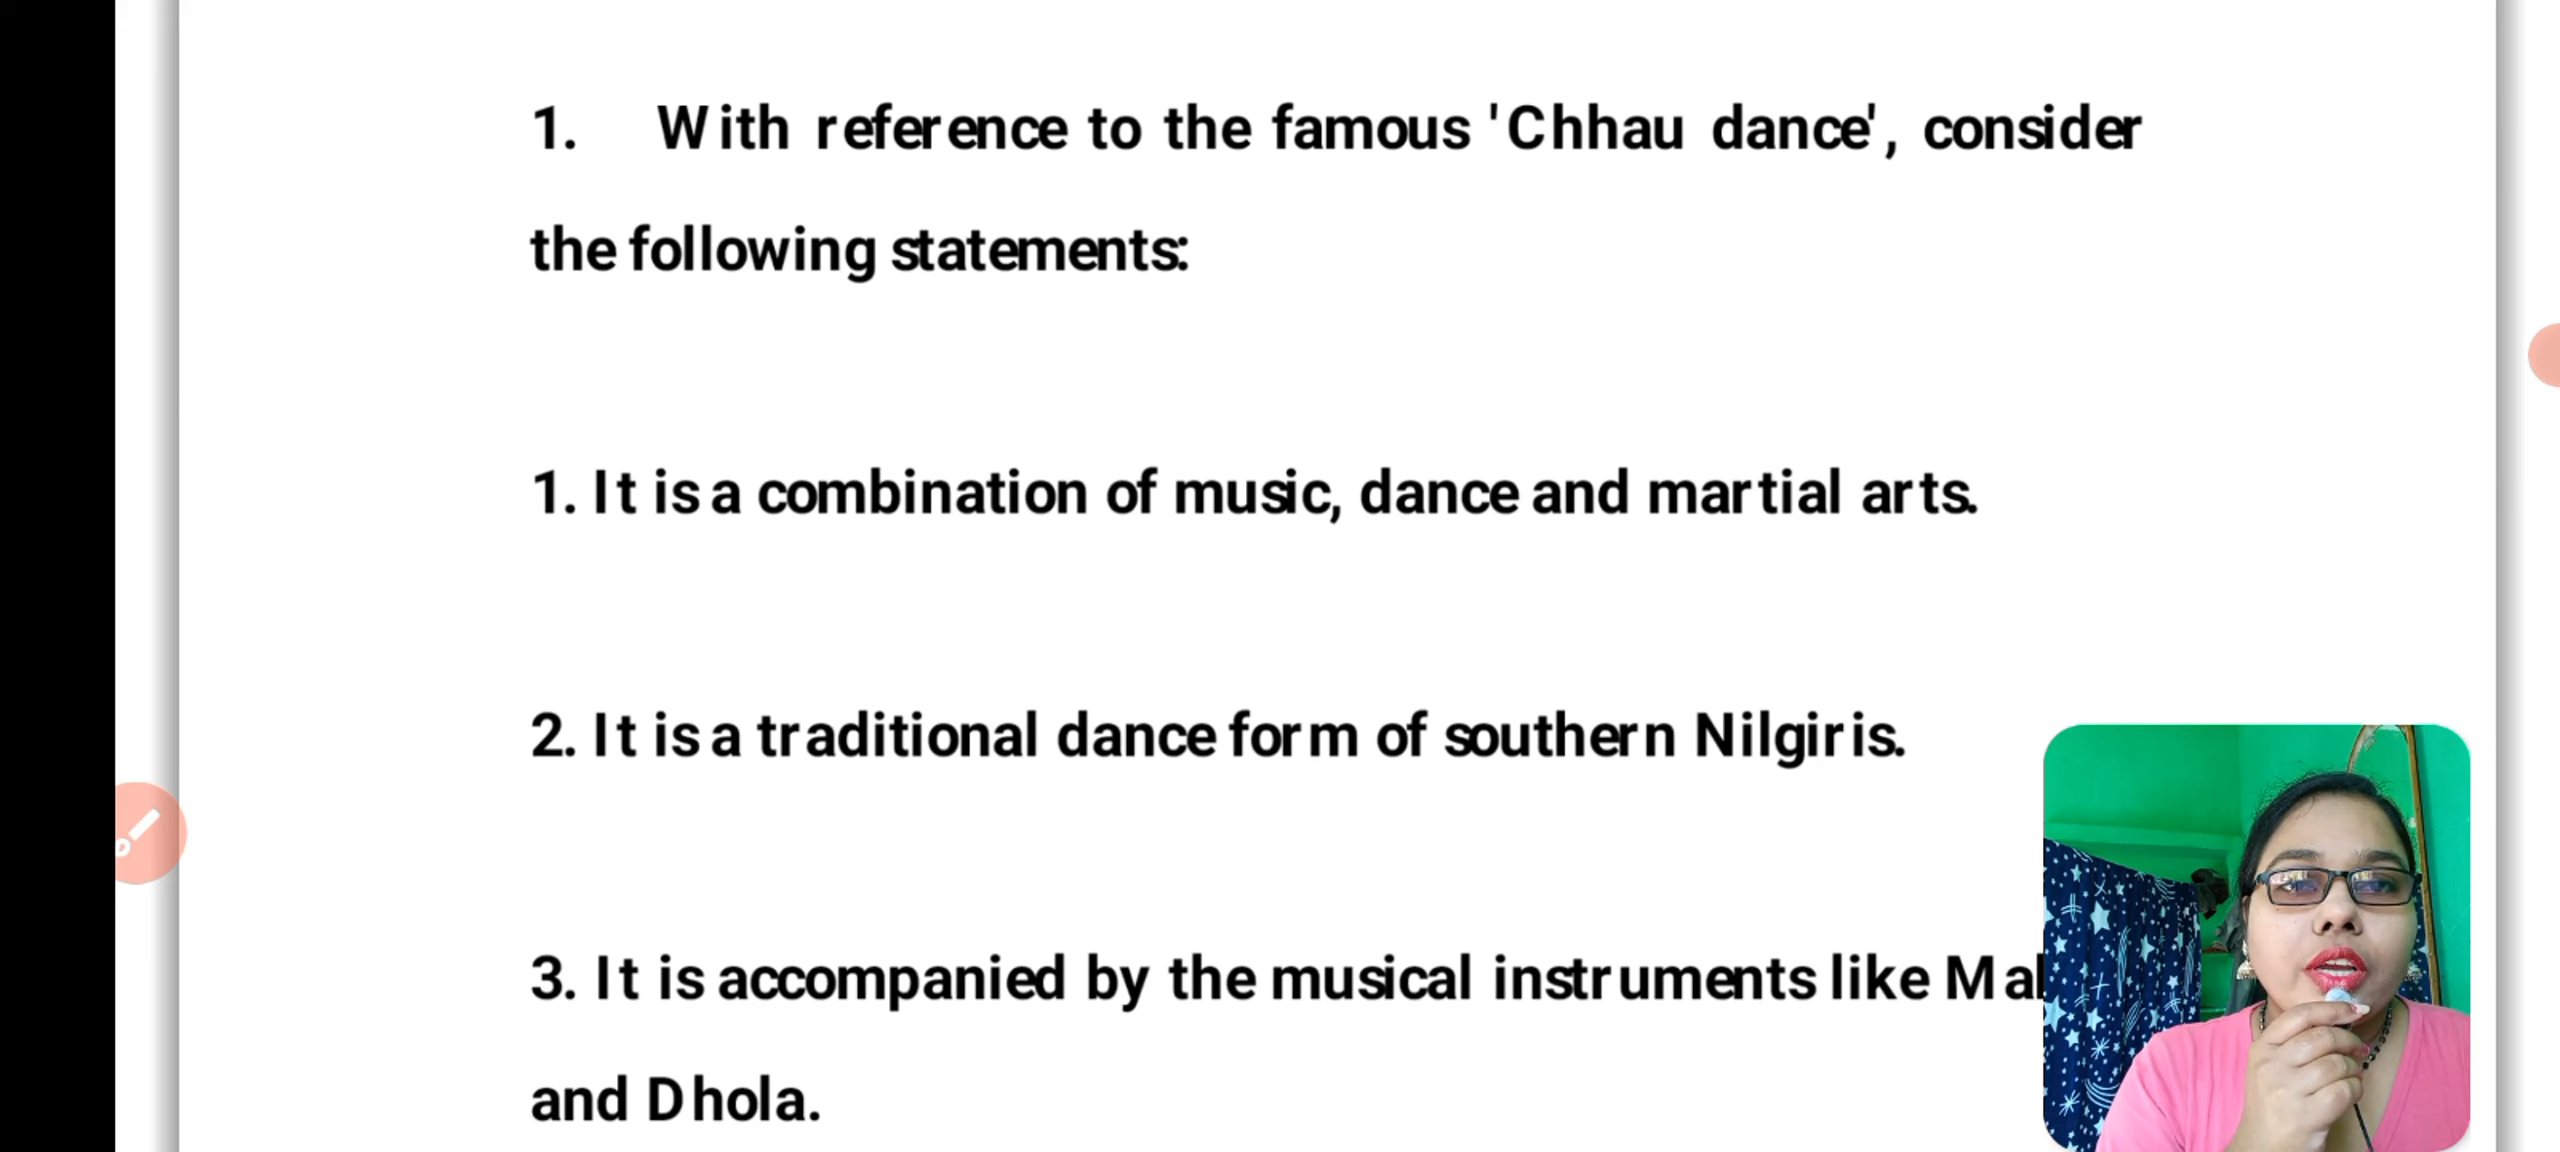 1. With reference to the famous 'Chhau dance', consider
the following statements:
1. It is a combination of music, dance and martial arts.
2. It is a traditional dance form of southern Nilgiris.
3. It is accompanied by the musical instruments like
and Dhola.